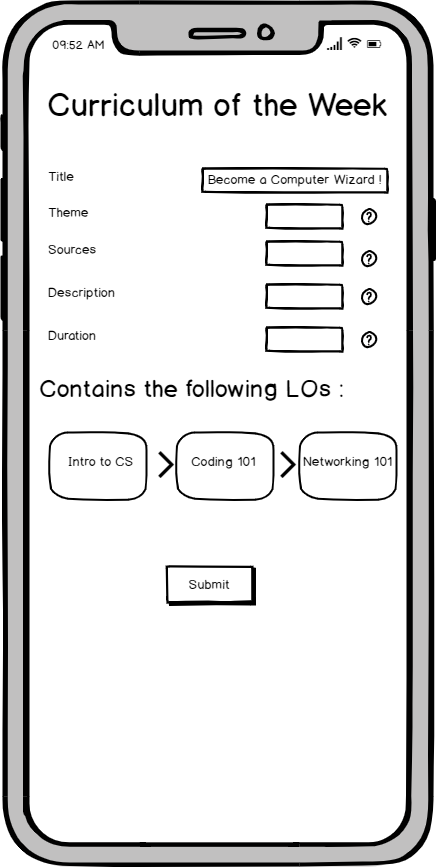 09:52 AM
Curriculum of the Week
Title
Become a Computer Wizard !
Theme
?
Sources
?
Description
?
Duration
?
Contains the following LOs :
Intro to CS
Coding 101
Networking 101
Submit